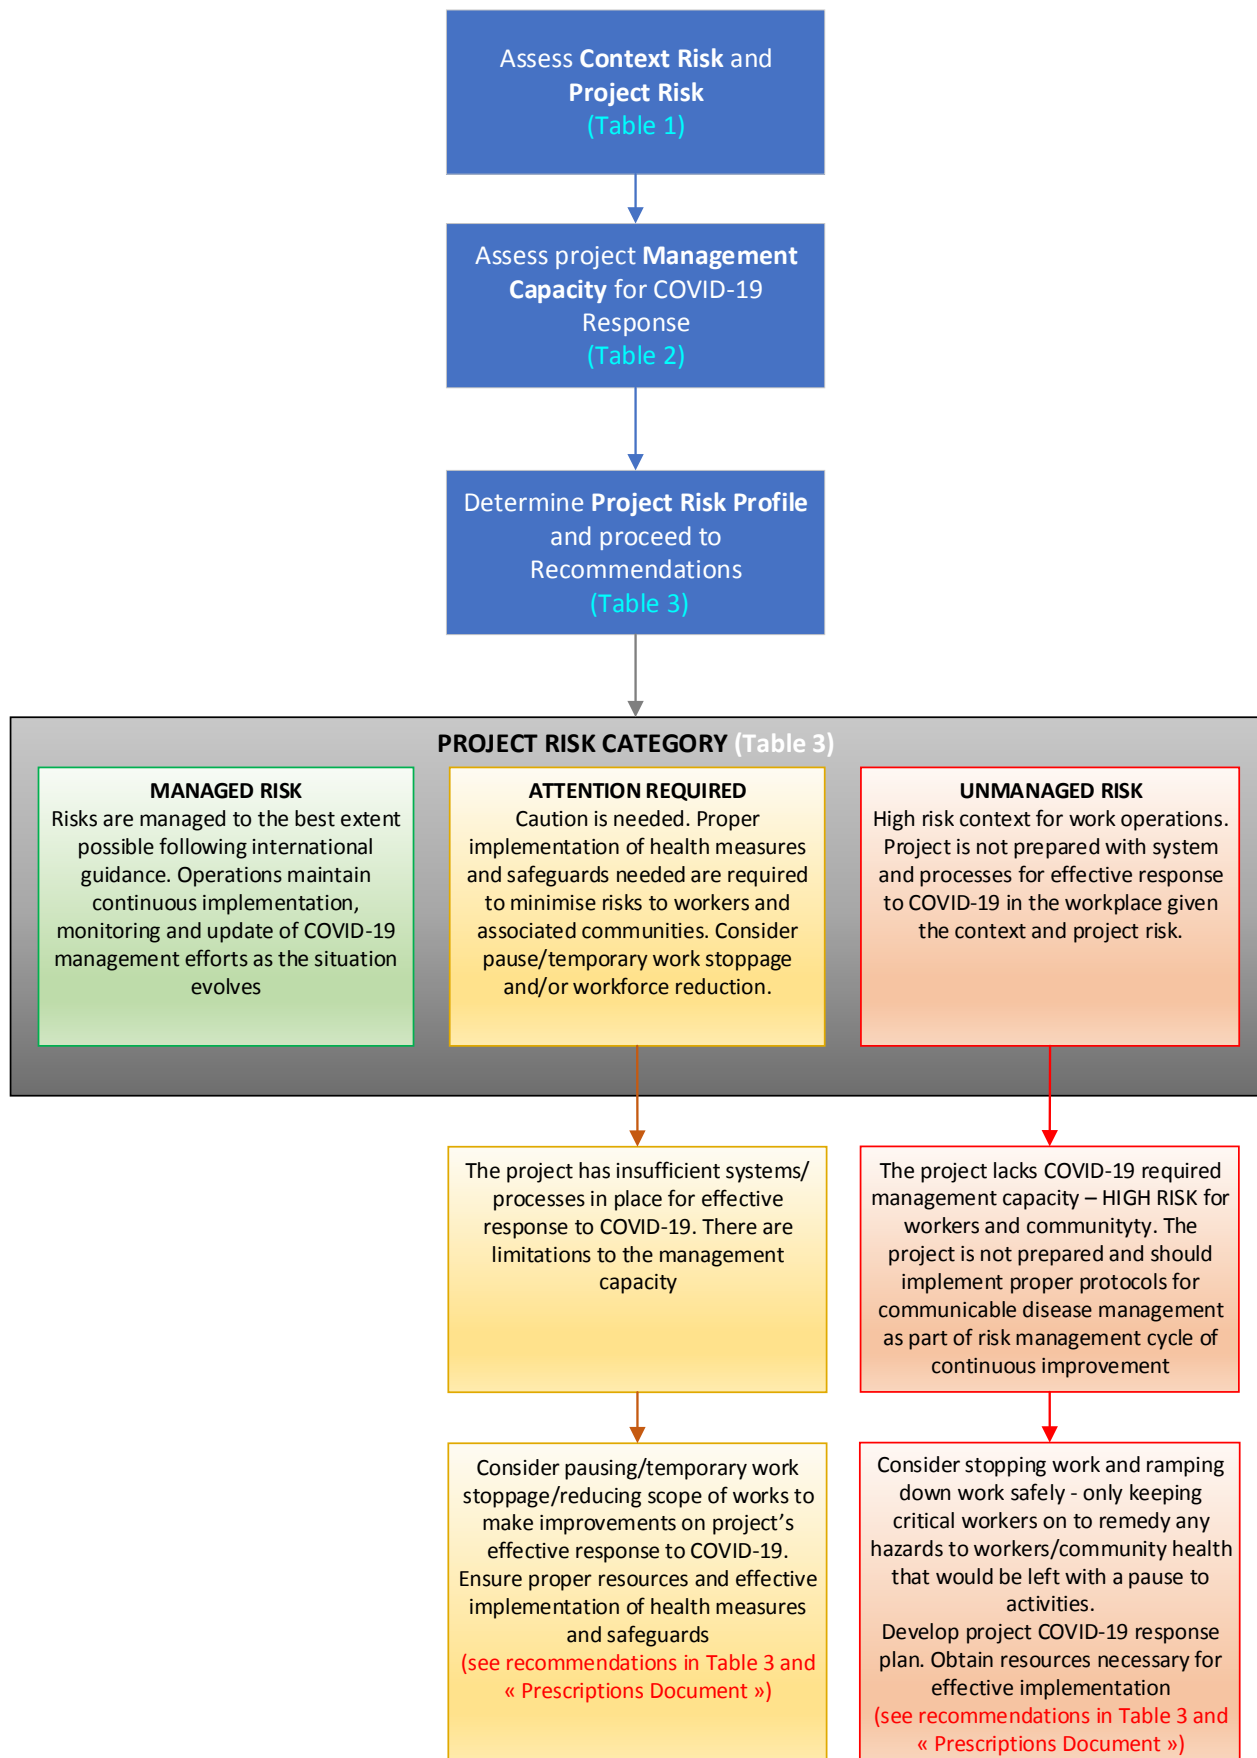 Assess Context Risk and
Project Risk
(Table 1)
Assess project Management
Capacity for COVID-19
Response
(Table 2)
Determine Project Risk Profile
and proceed to
Recommendations
(Table 3)
PROJECT RISK CATEGORY (Table 3)
MANAGED RISK
Risks are managed to the best extent
possible following international
guidance. Operations maintain
continuous implementation,
monitoring and update of COVID-19
management efforts as the situation
evolves
ATTENTION REQUIRED
Caution is needed. Proper
implementation of health measures
and safeguards needed are required
to minimise risks to workers and
associated communities. Consider
pause/temporary work stoppage
and/or workforce reduction.
UNMANAGED RISK
High risk context for work operations.
Project is not prepared with system
and processes for effective response
to COVID-19 in the workplace given
the context and project risk.
The project has insufficient systems/
processes in place for effective
response to COVID-19. There are
limitations to the management
capacity
The project lacks COVID-19 required
management capacity – HIGH RISK for
workers and communityty. The
project is not prepared and should
implement proper protocols for
communicable disease management
as part of risk management cycle of
continuous improvement
Consider pausing/temporary work
stoppage/reducing scope of works to
make improvements on project's
effective response to COVID-19.
Ensure proper resources and effective
implementation of health measures
and safeguards
(see recommendations in Table 3 and
« Prescriptions Document »)
Consider stopping work and ramping
down work safely - only keeping
critical workers on to remedy any
hazards to workers/community health
that would be left with a pause to
activities.
Develop project COVID-19 response
plan. Obtain resources necessary for
effective implementation
(see recommendations in Table 3 and
« Prescriptions Document »)